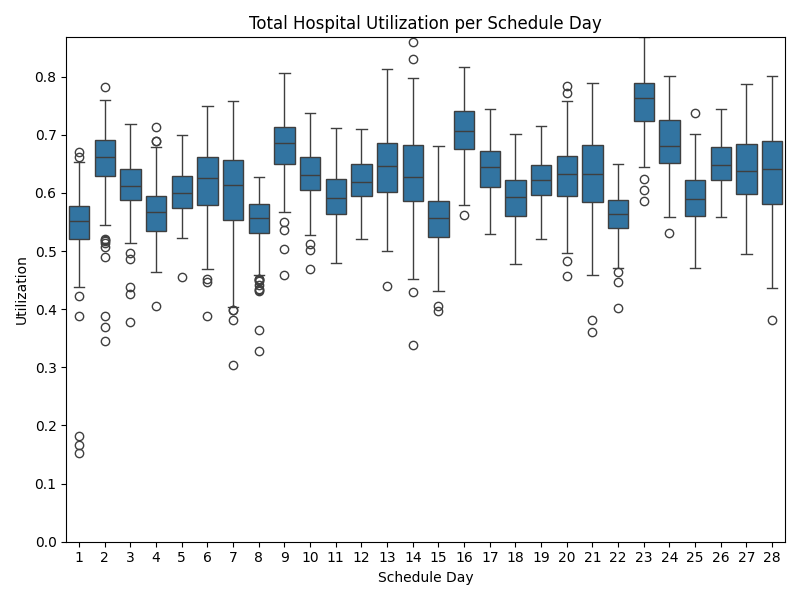 Total Hospital Utilization per Schedule Day
0.8
0.7
0.6
0.5
0.4
0.3
0.2
0.1
0.0
Utilization
1 2 3 4 5 6 7 8 9 10 11 12 13 14 15 16 17 18 19 20 21 22 23 24 25 26 27 28
Schedule Day